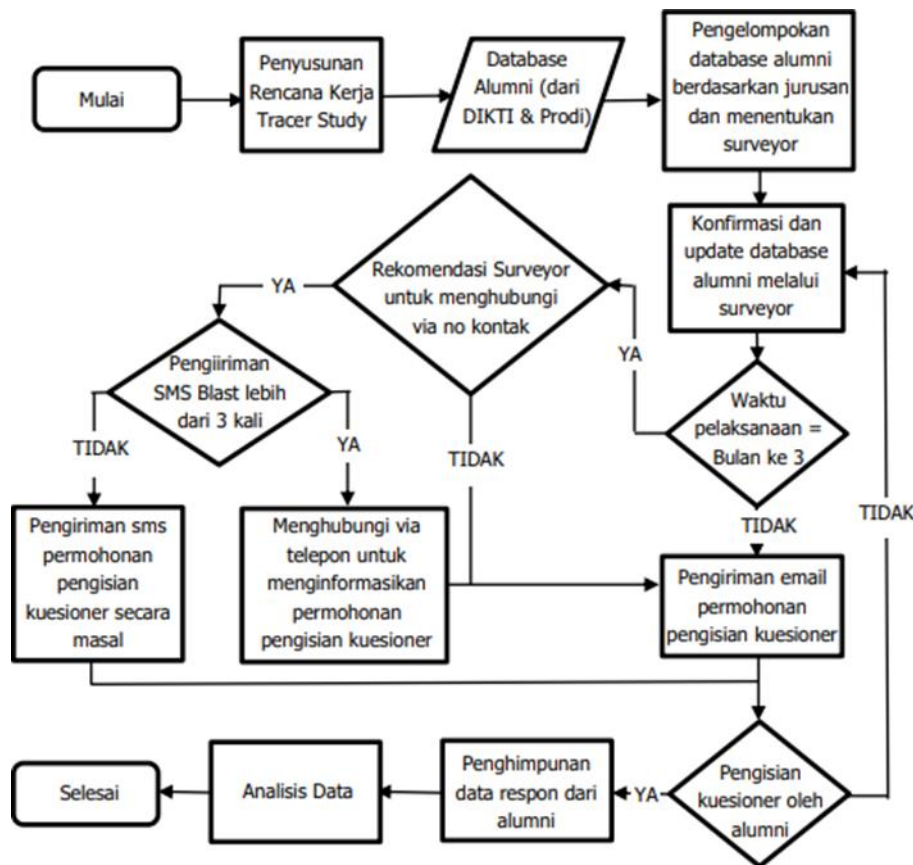 Mulai
Penyusunan
Rencana Kerja
Tracer Study
Database
Alumni (dari
DIKTI & Prodi)
Pengelompokan
database alumni
berdasarkan jurusan
dan menentukan
surveyor
Konfirmasi dan
update database
alumni melalui
surveyor
Waktu
pelaksanaan =
Bulan ke 3
YA
TIDAK
Rekomendasi Surveyor
untuk menghubungi
via no kontak
YA
TIDAK
Pengiiriman
SMS Blast lebih
dari 3 kali
TIDAK
YA
Pengiriman sms
permohonan
pengisian
kuesioner secara
masal
Menghubungi via
telepon untuk
menginformasikan
permohonan
pengisian kuesioner
Pengiriman email
permohonan
pengisian kuesioner
TIDAK
Pengisian
kuesioner oleh
alumni
YA
Penghimpunan
data respon dari
alumni
Analisis Data
Selesai